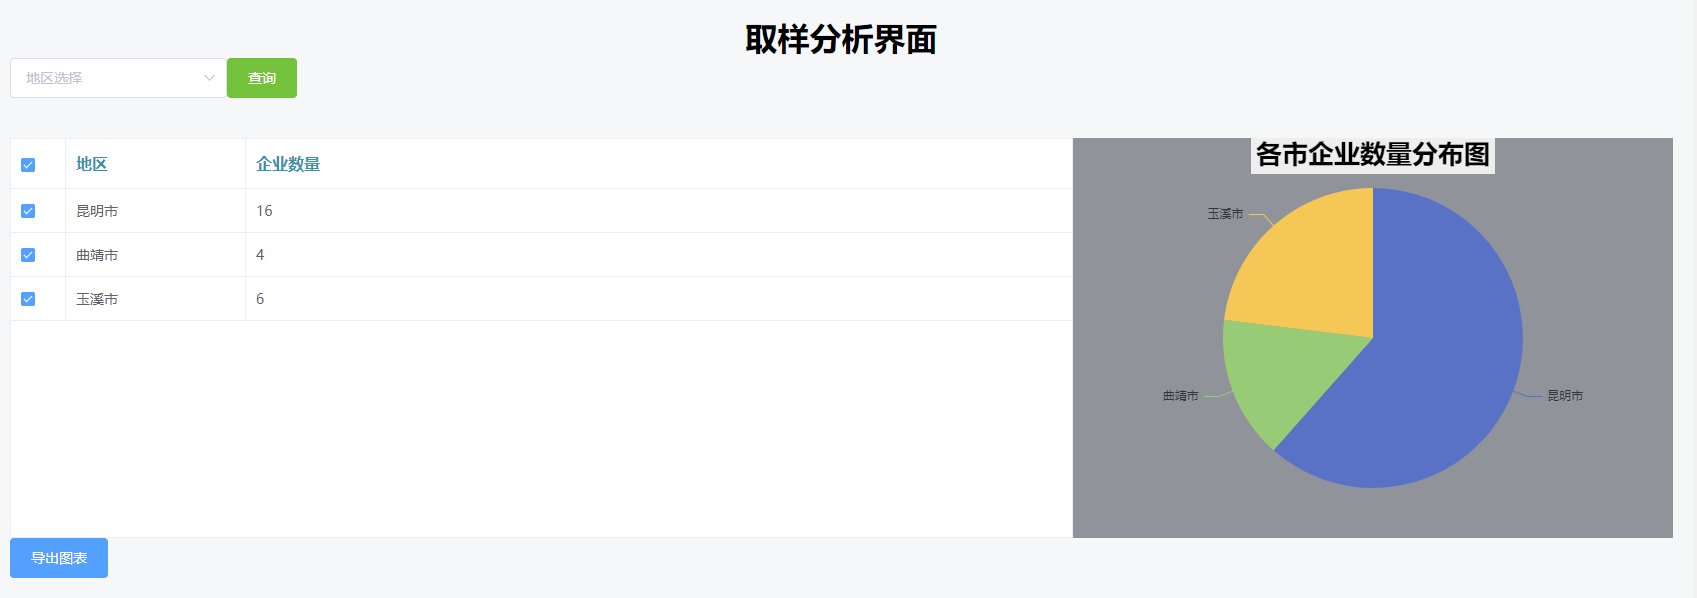 取样分析界面
地区选择
查询
地区 企业数量
昆明市 16
曲靖市 4
玉溪市 6
各市企业数量分布图
玉溪市
曲靖市
昆明市
导出图表